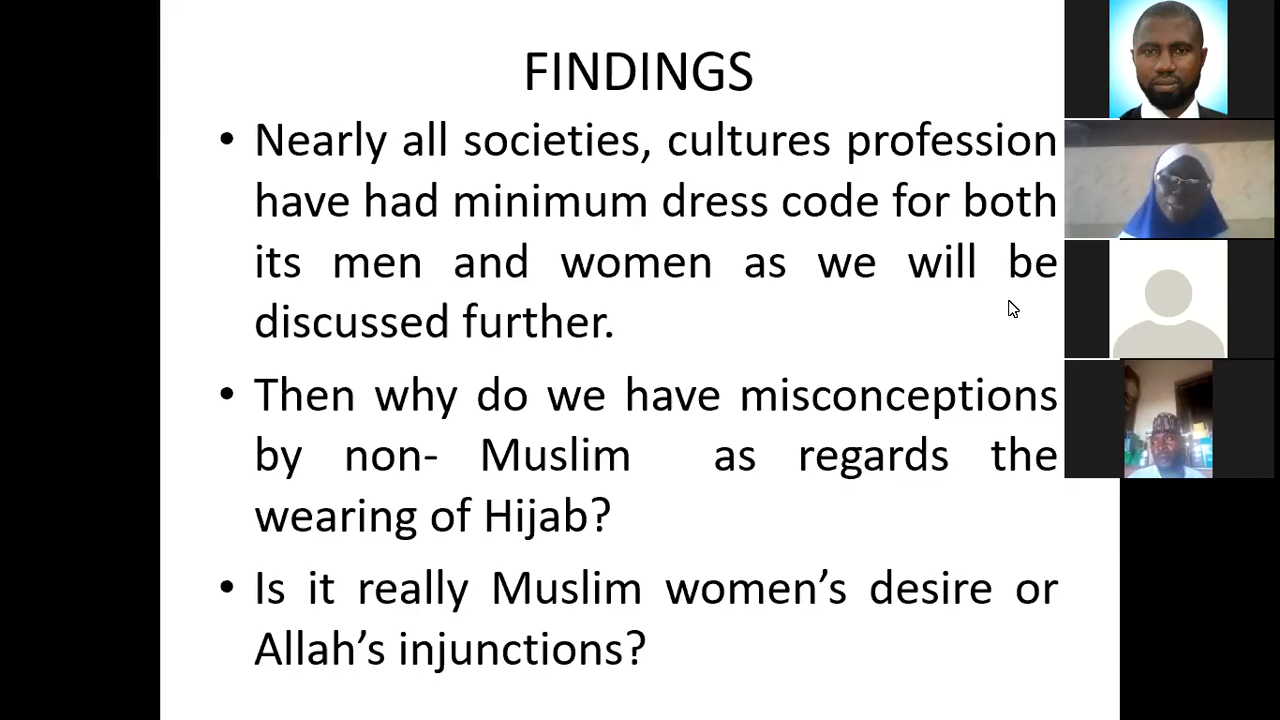 FINDINGS
• Nearly all societies, cultures profession
have had minimum dress code for both
its men and women as we will be
discussed further.
• Then why do we have misconceptions
by non- Muslim as regards the
wearing of Hijab?
• Is it really Muslim women’s desire or
Allah’s injunctions?